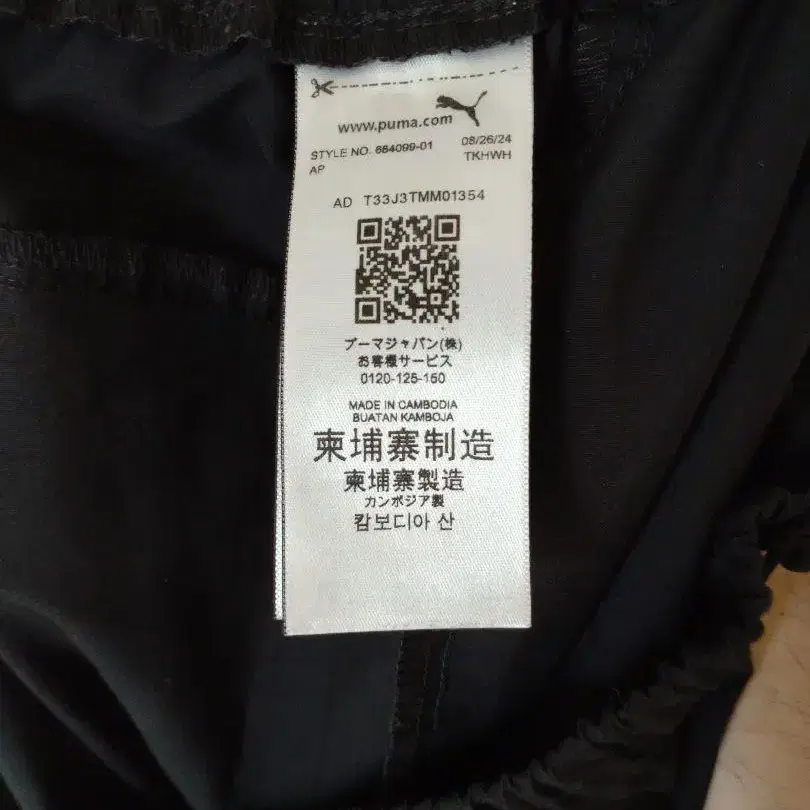 www.puma.com
STYLE NO. 684099-01 08/26/24
AP TKHWH
AD T33J3TMM01354
プーマジャパン(株)
お客様サービス
0120-125-150
MADE IN CAMBODIA
BUATAN KAMBOJA
柬埔寨制造
柬埔寨製造
カンボジア製
캄보디아 산